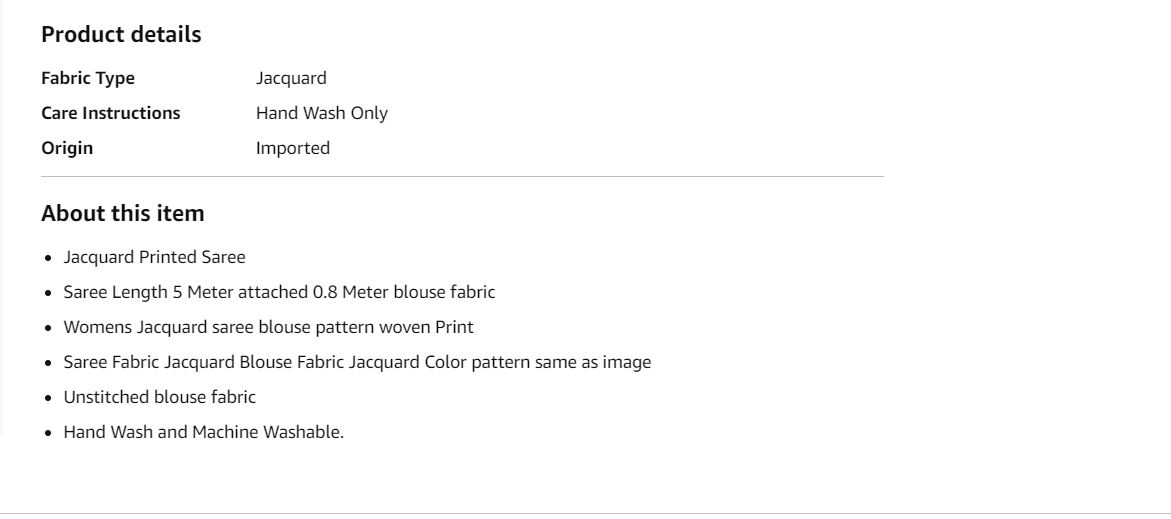 Product details
Fabric Type Jacquard
Care Instructions Hand Wash Only
Origin Imported
About this item
Jacquard Printed Saree
Saree Length 5 Meter attached 0.8 Meter blouse fabric
Womens Jacquard saree blouse pattern woven Print
Saree Fabric Jacquard Blouse Fabric Jacquard Color pattern same as image
Unstitched blouse fabric
Hand Wash and Machine Washable.